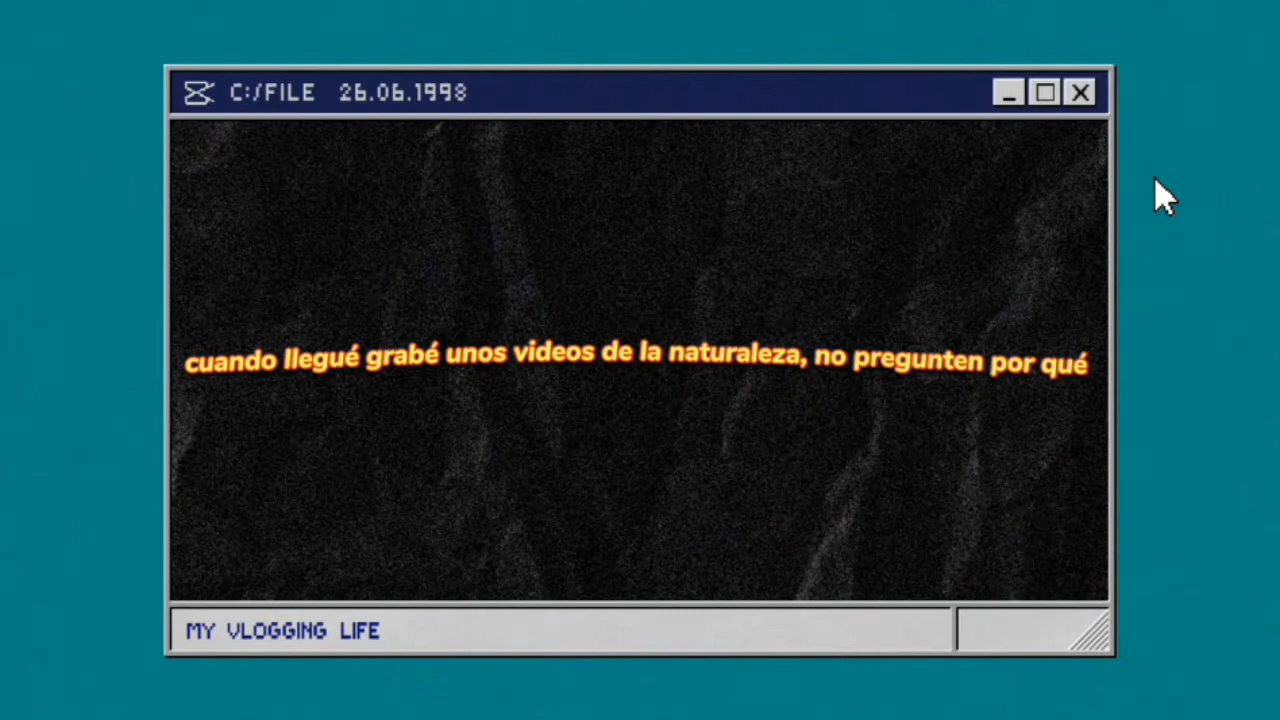 C:/FILE 26.06.1998
cuando llegué grabé unos videos de la naturaleza, no pregunten por qué
MY VLOGGING LIFE